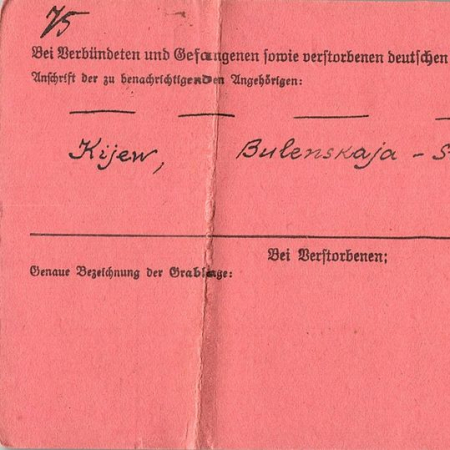 75
Bei Verbündeten und Gefangenen sowie verstorbenen deutschen
Anschrift der zu benachrichtigenden Angehörigen:
Kijew, Bulenskaja - S
Bei Verstorbenen;
Genaue Bezeichnung der Grablage: